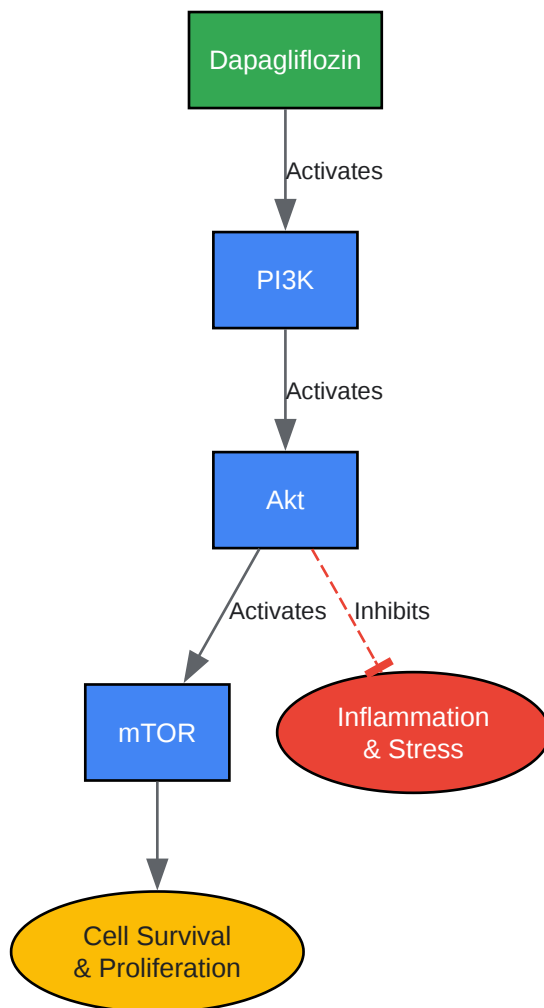 Dapagliflozin
Activates
PI3K
Activates
Akt
Activates
Inhibits
Inflammation
& Stress
mTOR
Cell Survival
& Proliferation